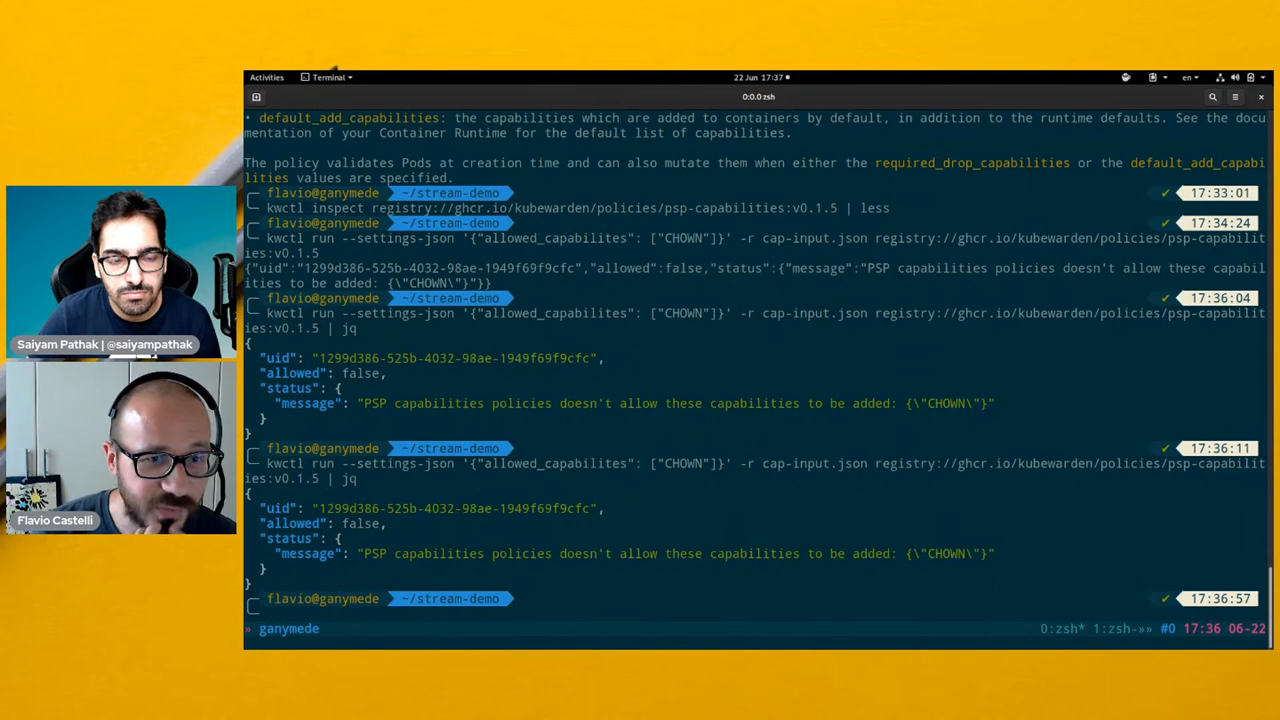 Activities
Terminal
22 Jun 17:37
en
0:0.0 zsh
• default_add_capabilities: the capabilities which are added to containers by default, in addition to the runtime defaults. See the docu
mentation of your Container Runtime for the default list of capabilities.
The policy validates Pods at creation time and can also mutate them when either the required_drop_capabilities or the default_add_capabi
lities values are specified.
flavio@ganymede ~/stream-demo ✔ 17:33:01
kwctl inspect registry://ghcr.io/kubewarden/policies/psp-capabilities:v0.1.5 | less
flavio@ganymede ~/stream-demo ✔ 17:34:24
kwctl run --settings-json '{"allowed_capabilites": ["CHOWN"]}' -r cap-input.json registry://ghcr.io/kubewarden/policies/psp-capabilit
ies:v0.1.5
{"uid":"1299d386-525b-4032-98ae-1949f69f9cfc","allowed":false,"status":{"message":"PSP capabilities policies doesn't allow these capabil
ities to be added: {\"CHOWN\"}"}}
flavio@ganymede ~/stream-demo ✔ 17:36:04
kwctl run --settings-json '{"allowed_capabilites": ["CHOWN"]}' -r cap-input.json registry://ghcr.io/kubewarden/policies/psp-capabilit
ies:v0.1.5 | jq
{
"uid": "1299d386-525b-4032-98ae-1949f69f9cfc",
"allowed": false,
"status": {
"message": "PSP capabilities policies doesn't allow these capabilities to be added: {\"CHOWN\"}"
}
}
flavio@ganymede ~/stream-demo ✔ 17:36:11
kwctl run --settings-json '{"allowed_capabilites": ["CHOWN"]}' -r cap-input.json registry://ghcr.io/kubewarden/policies/psp-capabilit
ies:v0.1.5 | jq
{
"uid": "1299d386-525b-4032-98ae-1949f69f9cfc",
"allowed": false,
"status": {
"message": "PSP capabilities policies doesn't allow these capabilities to be added: {\"CHOWN\"}"
}
}
flavio@ganymede ~/stream-demo ✔ 17:36:57
» ganymede 0:zsh* 1:zsh-»» #0 17:36 06-22
Saiyam Pathak | @saiyampathak
Flavio Castelli